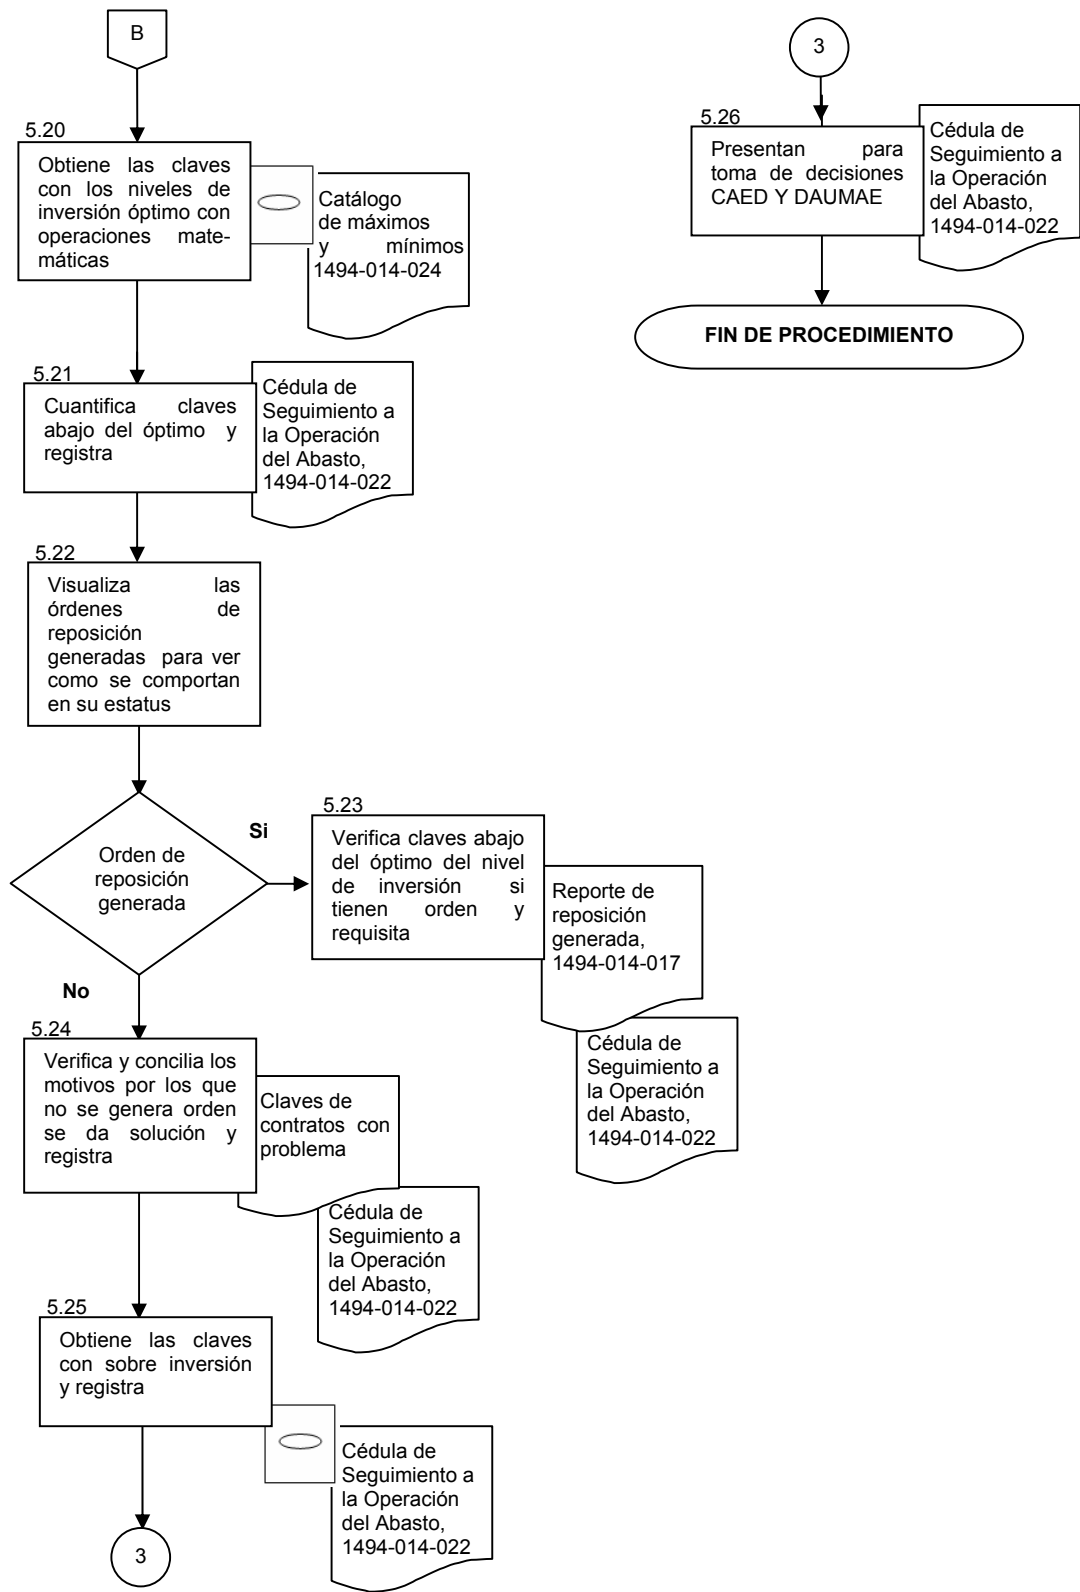 B
5.20
Obtiene las claves
con los niveles de
inversión óptimo con
operaciones mate-
máticas
Catálogo
de máximos
y mínimos
1494-014-024
5.21
Cuantifica claves
abajo del óptimo y
registra
Cédula de
Seguimiento a
la Operación
del Abasto,
1494-014-022
5.22
Visualiza las
órdenes de
reposición
generadas para ver
como se comportan
en su estatus
Orden de
reposición
generada
Si
5.23
Verifica claves abajo
del óptimo del nivel
de inversión si
tienen orden y
requisita
Reporte de
reposición
generada,
1494-014-017
Cédula de
Seguimiento a
la Operación
del Abasto,
1494-014-022
No
5.24
Verifica y concilia los
motivos por los que
no se genera orden
se da solución y
registra
Claves de
contratos con
problema
Cédula de
Seguimiento a
la Operación
del Abasto,
1494-014-022
5.25
Obtiene las claves
con sobre inversión
y registra
Cédula de
Seguimiento a
la Operación
del Abasto,
1494-014-022
3
3
5.26
Presentan para
toma de decisiones
CAED Y DAUMAE
Cédula de
Seguimiento a
la Operación
del Abasto,
1494-014-022
FIN DE PROCEDIMIENTO